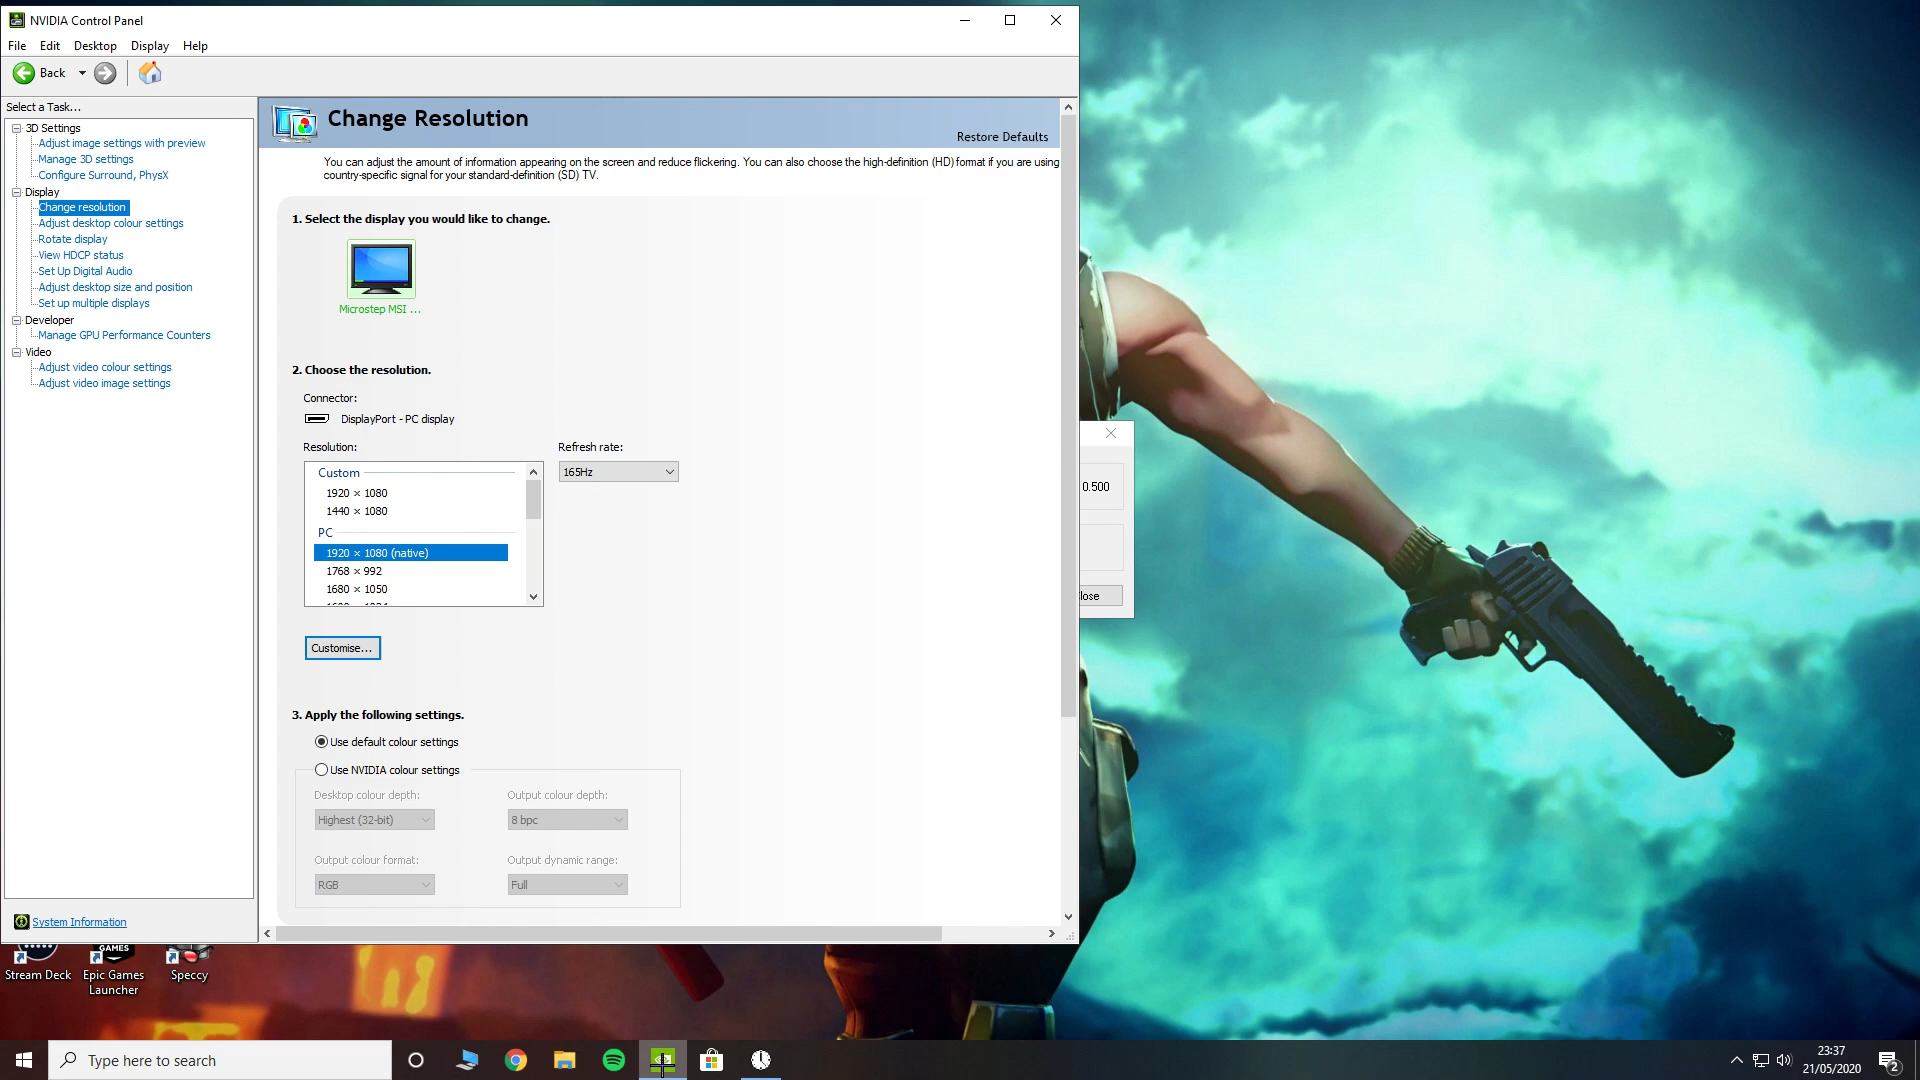 NVIDIA Control Panel
File Edit Desktop Display Help
Back
Select a Task...
3D Settings
Adjust image settings with preview
Manage 3D settings
Configure Surround, PhysX
Display
Change resolution
Adjust desktop colour settings
Rotate display
View HDCP status
Set Up Digital Audio
Adjust desktop size and position
Set up multiple displays
Developer
Manage GPU Performance Counters
Video
Adjust video colour settings
Adjust video image settings
System Information
Change Resolution
Restore Defaults
You can adjust the amount of information appearing on the screen and reduce flickering. You can also choose the high-definition (HD) format if you are using
country-specific signal for your standard-definition (SD) TV.
1. Select the display you would like to change.
Microstep MSI ...
2. Choose the resolution.
Connector:
DisplayPort - PC display
Resolution:
Refresh rate:
Custom
165Hz
1920 × 1080
1440 × 1080
PC
1920 × 1080 (native)
1768 × 992
1680 × 1050
Customise...
3. Apply the following settings.
Use default colour settings
Use NVIDIA colour settings
Desktop colour depth:
Output colour depth:
Highest (32-bit)
8 bpc
Output colour format:
Output dynamic range:
RGB
Full
0.500
lose
GAMES
Stream Deck
Epic Games
Launcher
Speccy
Type here to search
23:37
21/05/2020
2